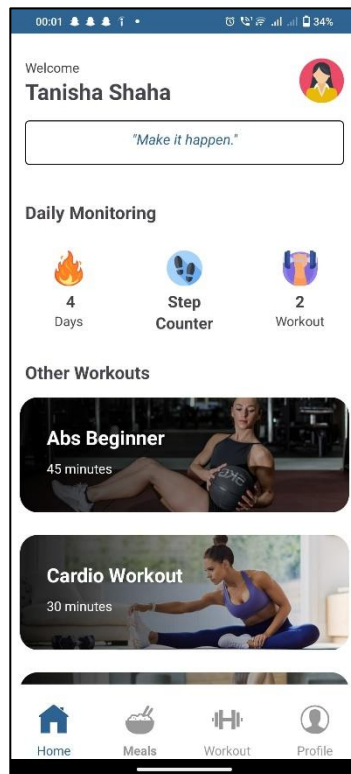 00:01 34%
Welcome
Tanisha Shaha
"Make it happen."
Daily Monitoring
4 Step 2
Days Counter Workout
Other Workouts
Abs Beginner
45 minutes
Cardio Workout
30 minutes
Home Meals Workout Profile